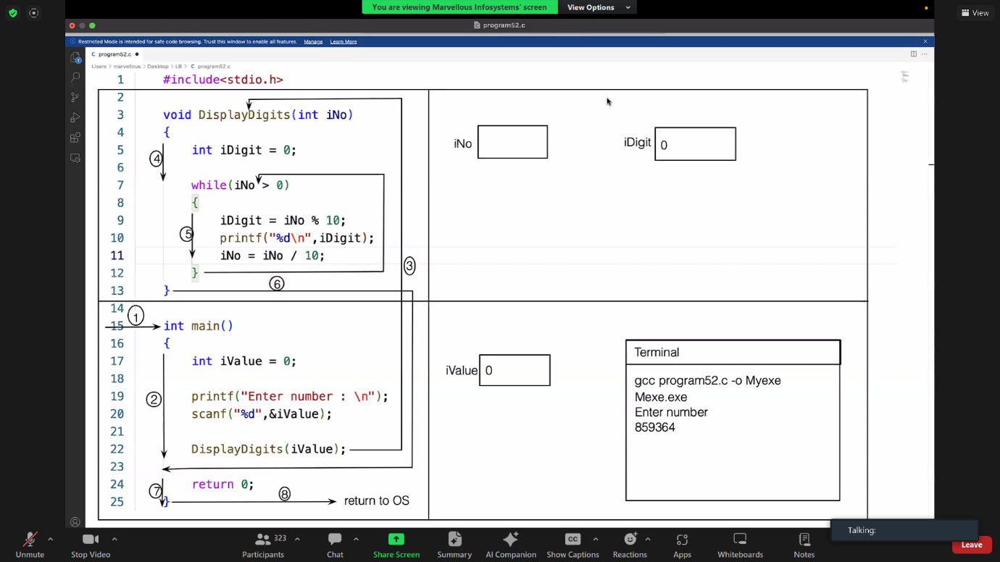 You are viewing Marvellous Infosystems' screen
View Options
View
program52.c
Restricted Mode is intended for safe code browsing. Trust this window to enable all features. Manage Learn More
program52.c
Users > marvellous > Desktop > LB > C program52.c
1 #include<stdio.h>
2
3 void DisplayDigits(int iNo)
4 {
5 int iDigit = 0;
6
7 while(iNo > 0)
8 {
9 iDigit = iNo % 10;
10 printf("%d\n",iDigit);
11 iNo = iNo / 10;
12 }
13 }
14
15 int main()
16 {
17 int iValue = 0;
18
19 printf("Enter number : \n");
20 scanf("%d",&iValue);
21
22 DisplayDigits(iValue);
23
24 return 0;
25 }
1
2
3
4
5
6
7
8
return to OS
iNo
iDigit 0
iValue 0
Terminal
gcc program52.c -o Myexe
Mexe.exe
Enter number
859364
Talking:
Unmute
Stop Video
323
Participants
Chat
Share Screen
Summary
AI Companion
CC
Show Captions
Reactions
Apps
Whiteboards
Notes
Leave